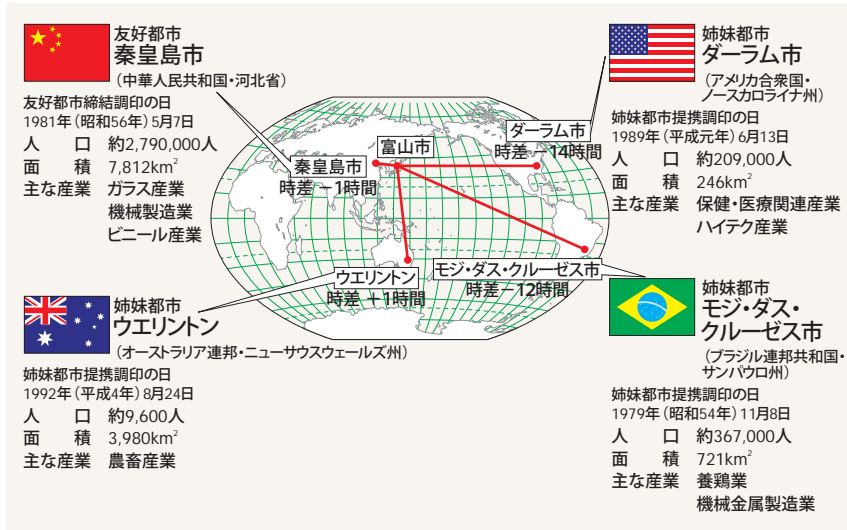 友好都市
秦皇島市
（中華人民共和国・河北省）
友好都市締結調印の日
1981年（昭和56年）5月7日
人　　口　約2,790,000人
面　　積　7,812km²
主な産業　ガラス産業
機械製造業
ビニール産業
姉妹都市
ダーラム市
（アメリカ合衆国・
ノースカロライナ州）
姉妹都市提携調印の日
1989年（平成元年）6月13日
人　　口　約209,000人
面　　積　246km²
主な産業　保健・医療関連産業
ハイテク産業
ダーラム市
時差 －14時間
富山市
秦皇島市
時差 －1時間
ウエリントン
時差 ＋1時間
モジ・ダス・クルーゼス市
時差－12時間
姉妹都市
ウエリントン
（オーストラリア連邦・ニューサウスウェールズ州）
姉妹都市提携調印の日
1992年（平成4年）8月24日
人　　口　約9,600人
面　　積　3,980km²
主な産業　農畜産業
姉妹都市
モジ・ダス・
クルーゼス市
（ブラジル連邦共和国・
サンパウロ州）
姉妹都市提携調印の日
1979年（昭和54年）11月8日
人　　口　約367,000人
面　　積　721km²
主な産業　養鶏業
機械金属製造業